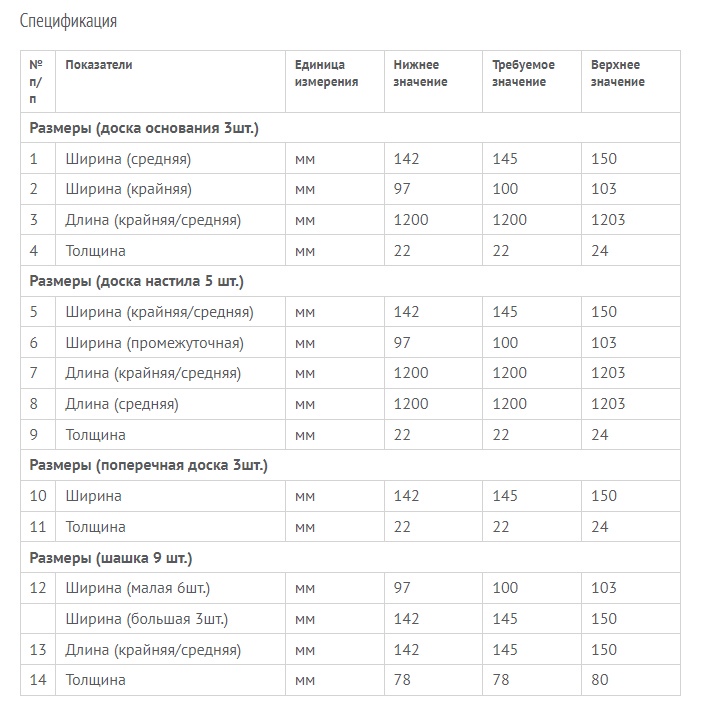 Спецификация
№ п/п Показатели Единица измерения Нижнее значение Требуемое значение Верхнее значение
Размеры (доска основания 3шт.)
1 Ширина (средняя) мм 142 145 150
2 Ширина (крайняя) мм 97 100 103
3 Длина (крайняя/средняя) мм 1200 1200 1203
4 Толщина мм 22 22 24
Размеры (доска настила 5 шт.)
5 Ширина (крайняя/средняя) мм 142 145 150
6 Ширина (промежуточная) мм 97 100 103
7 Длина (крайняя/средняя) мм 1200 1200 1203
8 Длина (средняя) мм 1200 1200 1203
9 Толщина мм 22 22 24
Размеры (поперечная доска 3шт.)
10 Ширина мм 142 145 150
11 Толщина мм 22 22 24
Размеры (шашка 9 шт.)
12 Ширина (малая 6шт.) мм 97 100 103
Ширина (большая 3шт.) мм 142 145 150
13 Длина (крайняя/средняя) мм 142 145 150
14 Толщина мм 78 78 80